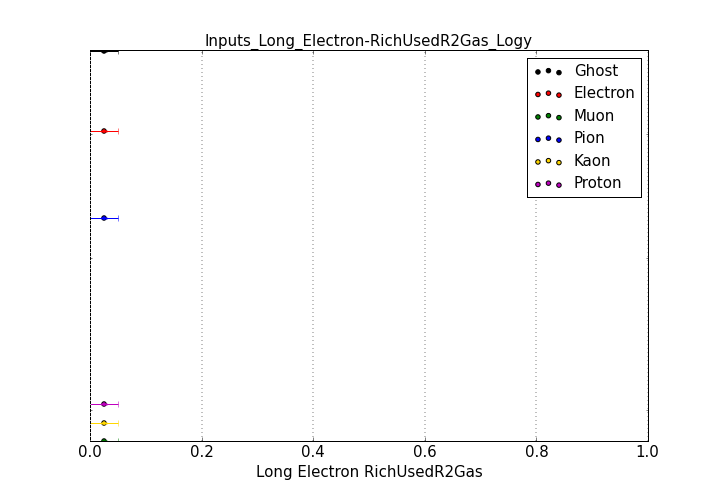 Inputs_Long_Electron-RichUsedR2Gas_Logy
Ghost
Electron
Muon
Pion
Kaon
Proton
0.0 0.2 0.4 0.6 0.8 1.0
Long Electron RichUsedR2Gas